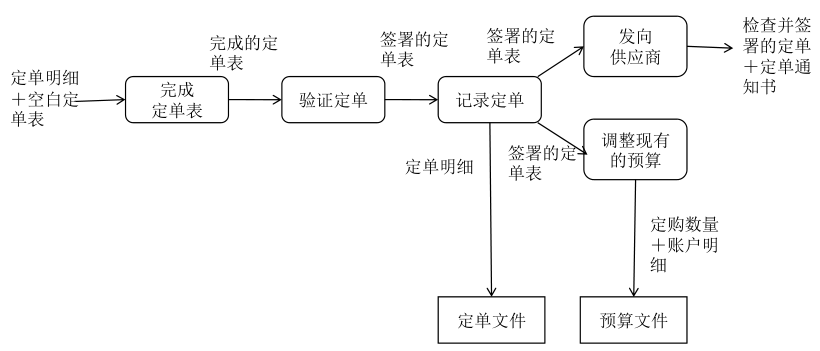 定单明细
＋空白定
单表
完成
定单表
完成的定
单表
验证定单
签署的定
单表
记录定单
签署的定
单表
发向
供应商
检查并签
署的定单
＋定单通
知书
定单明细
签署的定
单表
调整现有
的预算
定购数量
＋账户明
细
定单文件
预算文件